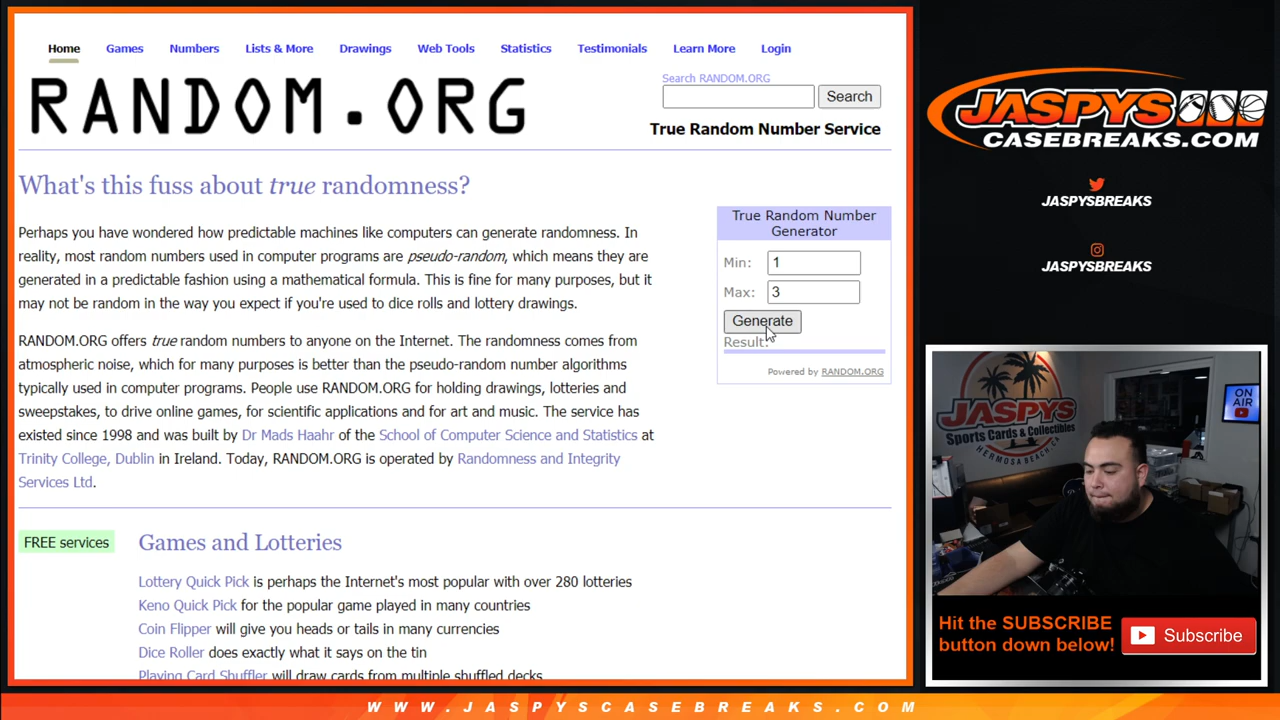 Home Games Numbers Lists & More Drawings Web Tools Statistics Testimonials Learn More Login
RANDOM.ORG
Search RANDOM.ORG
Search
True Random Number Service
What's this fuss about true randomness?
Perhaps you have wondered how predictable machines like computers can generate randomness. In
reality, most random numbers used in computer programs are pseudo-random, which means they are
generated in a predictable fashion using a mathematical formula. This is fine for many purposes, but it
may not be random in the way you expect if you're used to dice rolls and lottery drawings.
RANDOM.ORG offers true random numbers to anyone on the Internet. The randomness comes from
atmospheric noise, which for many purposes is better than the pseudo-random number algorithms
typically used in computer programs. People use RANDOM.ORG for holding drawings, lotteries and
sweepstakes, to drive online games, for scientific applications and for art and music. The service has
existed since 1998 and was built by Dr Mads Haahr of the School of Computer Science and Statistics at
Trinity College, Dublin in Ireland. Today, RANDOM.ORG is operated by Randomness and Integrity
Services Ltd.
True Random Number
Generator
Min: 1
Max: 3
Generate
Result:
Powered by RANDOM.ORG
FREE services
Games and Lotteries
Lottery Quick Pick is perhaps the Internet's most popular with over 280 lotteries
Keno Quick Pick for the popular game played in many countries
Coin Flipper will give you heads or tails in many currencies
Dice Roller does exactly what it says on the tin
Playing Card Shuffler will draw cards from multiple shuffled decks
JASPYS
CASEBREAKS.COM
JASPYSBREAKS
JASPYSBREAKS
JASPYS
Sports Cards & Collectibles
HERMOSA BEACH, CA
ON
AIR
Hit the SUBSCRIBE
button down below!
Subscribe
WWW.JASPYSCASEBREAKS.COM